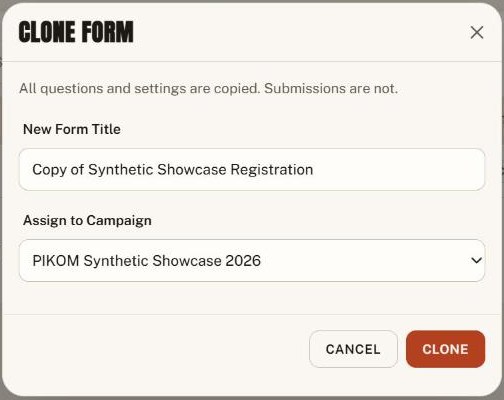 CLONE FORM
All questions and settings are copied. Submissions are not.
New Form Title
Copy of Synthetic Showcase Registration
Assign to Campaign
PIKOM Synthetic Showcase 2026
CANCEL
CLONE